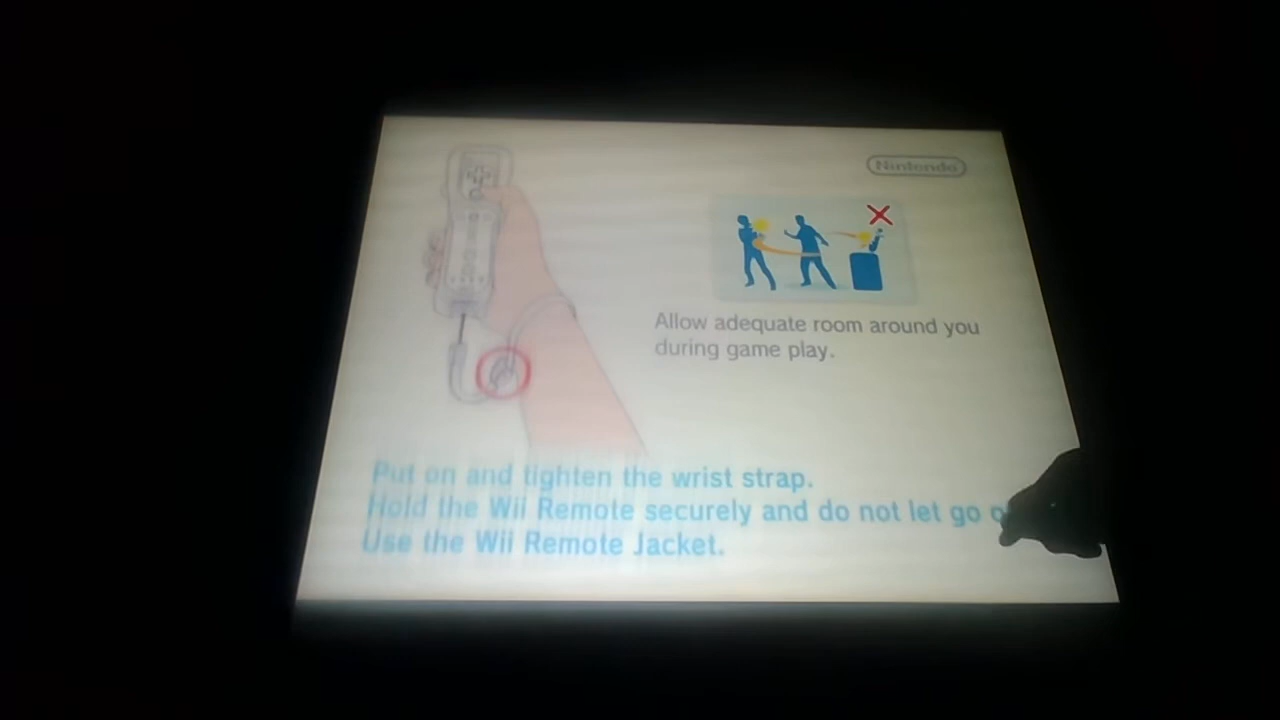 Nintendo
Allow adequate room around you
during game play.
Put on and tighten the wrist strap.
Hold the Wii Remote securely and do not let go
Use the Wii Remote Jacket.